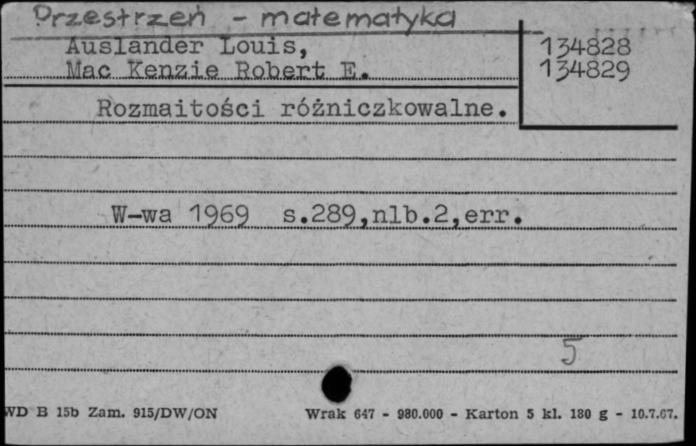 Przestrzeń - matematyka
Auslander Louis,
Mac Kenzie Robert E.
134828
134829
Rozmaitości różniczkowalne.
W-wa 1969 s.289,nlb.2,err.
5
WD B 15b Zam. 915/DW/ON Wrak 647 - 980.000 - Karton 5 kl. 180 g - 10.7.67.